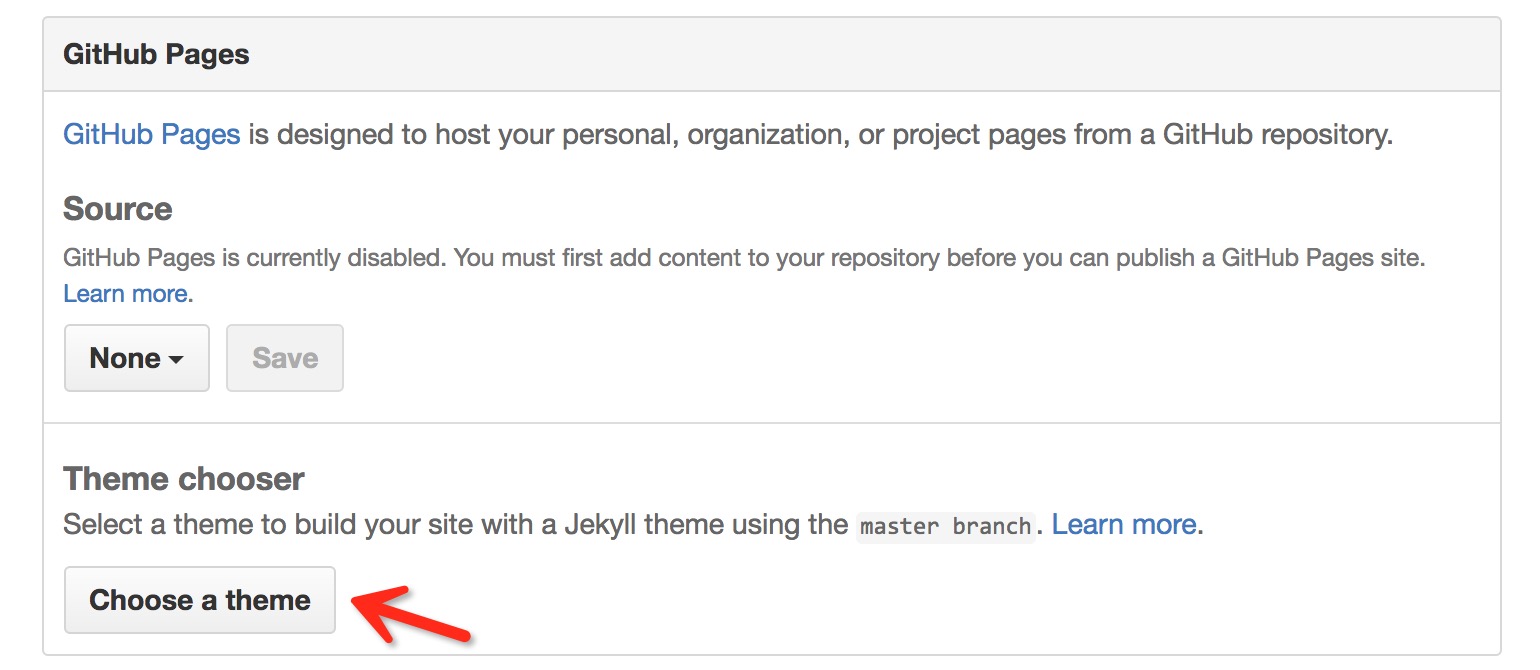 GitHub Pages
GitHub Pages is designed to host your personal, organization, or project pages from a GitHub repository.
Source
GitHub Pages is currently disabled. You must first add content to your repository before you can publish a GitHub Pages site.
Learn more.
None
Save
Theme chooser
Select a theme to build your site with a Jekyll theme using the master branch. Learn more.
Choose a theme